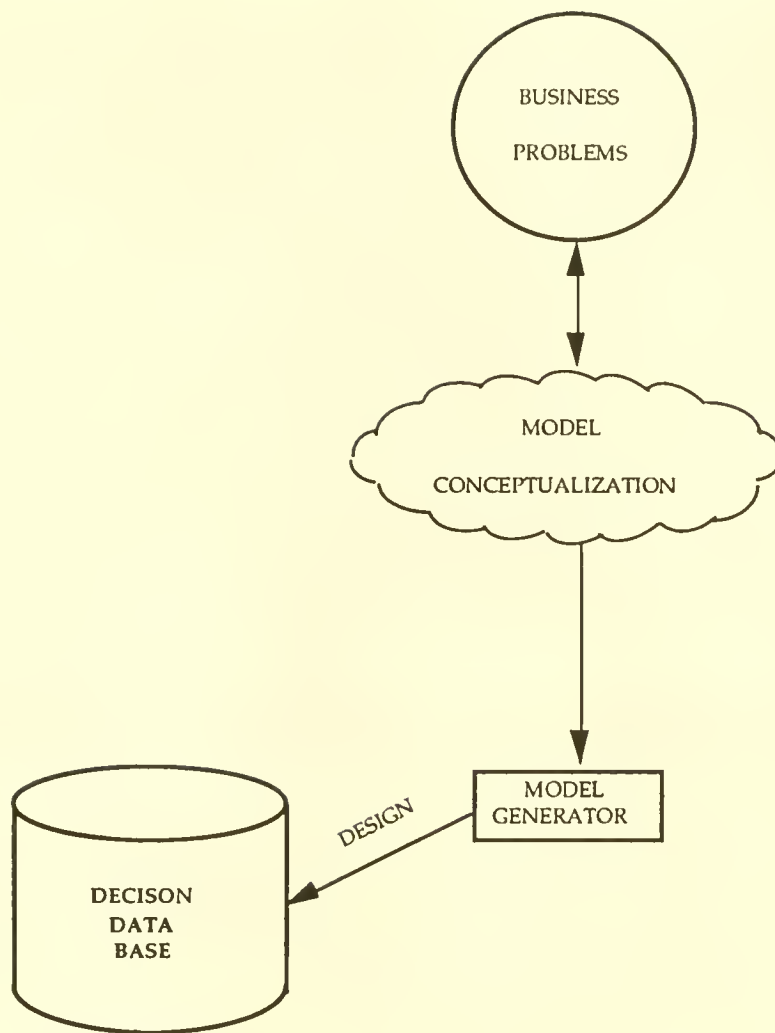 BUSINESS
PROBLEMS
MODEL
CONCEPTUALIZATION
MODEL
GENERATOR
DESIGN
DECISON
DATA
BASE